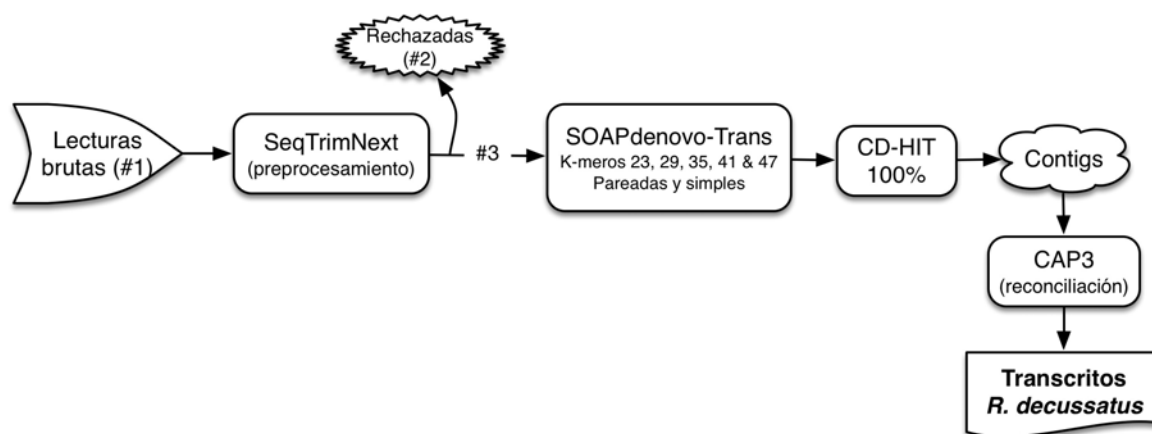 Rechazadas
(#2)
Lecturas
brutas (#1)
SeqTrimNext
(preprocesamiento)
#3
SOAPdenovo-Trans
K-meros 23, 29, 35, 41 & 47
Pareadas y simples
CD-HIT
100%
Contigs
CAP3
(reconciliación)
Transcritos
R. decussatus